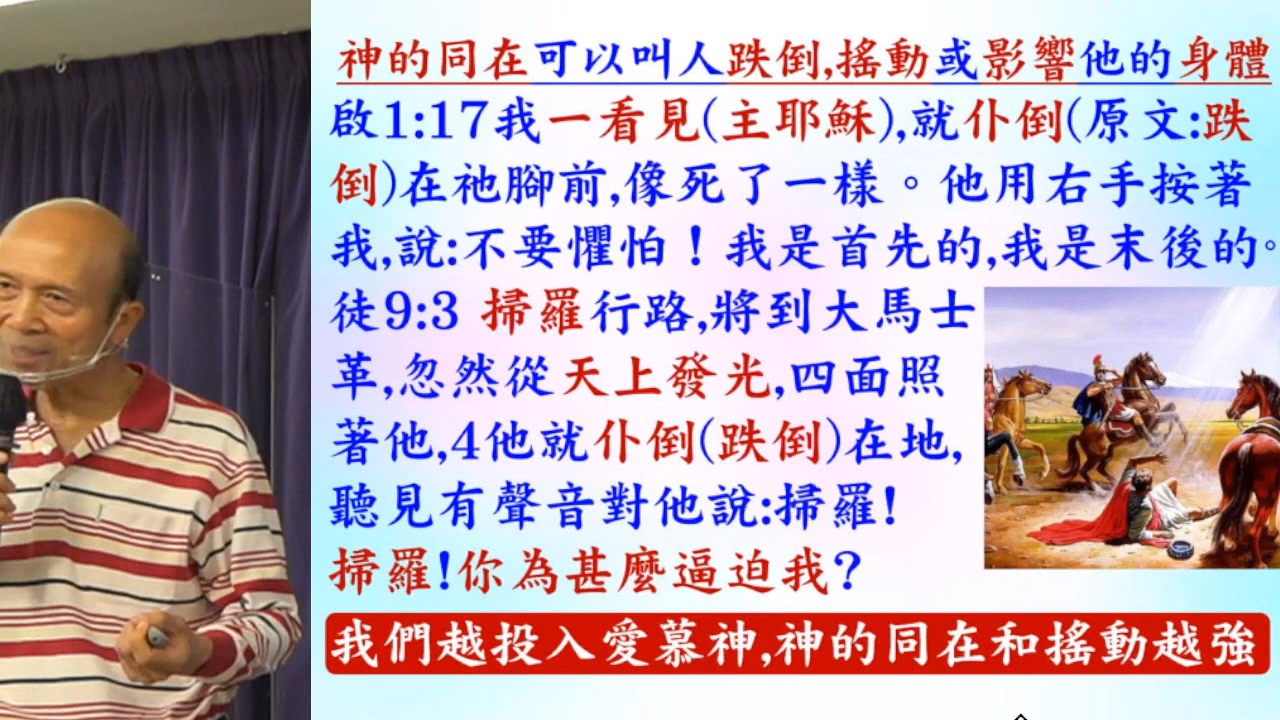 神的同在可以叫人跌倒,搖動或影響他的身體
啟1:17我一看見(主耶穌),就仆倒(原文:跌
倒)在祂腳前,像死了一樣。他用右手按著
我,說:不要懼怕！我是首先的,我是末後的。
徒9:3 掃羅行路,將到大馬士
革,忽然從天上發光,四面照
著他,4他就仆倒(跌倒)在地,
聽見有聲音對他說:掃羅!
掃羅!你為甚麼逼迫我?
我們越投入愛慕神,神的同在和搖動越強